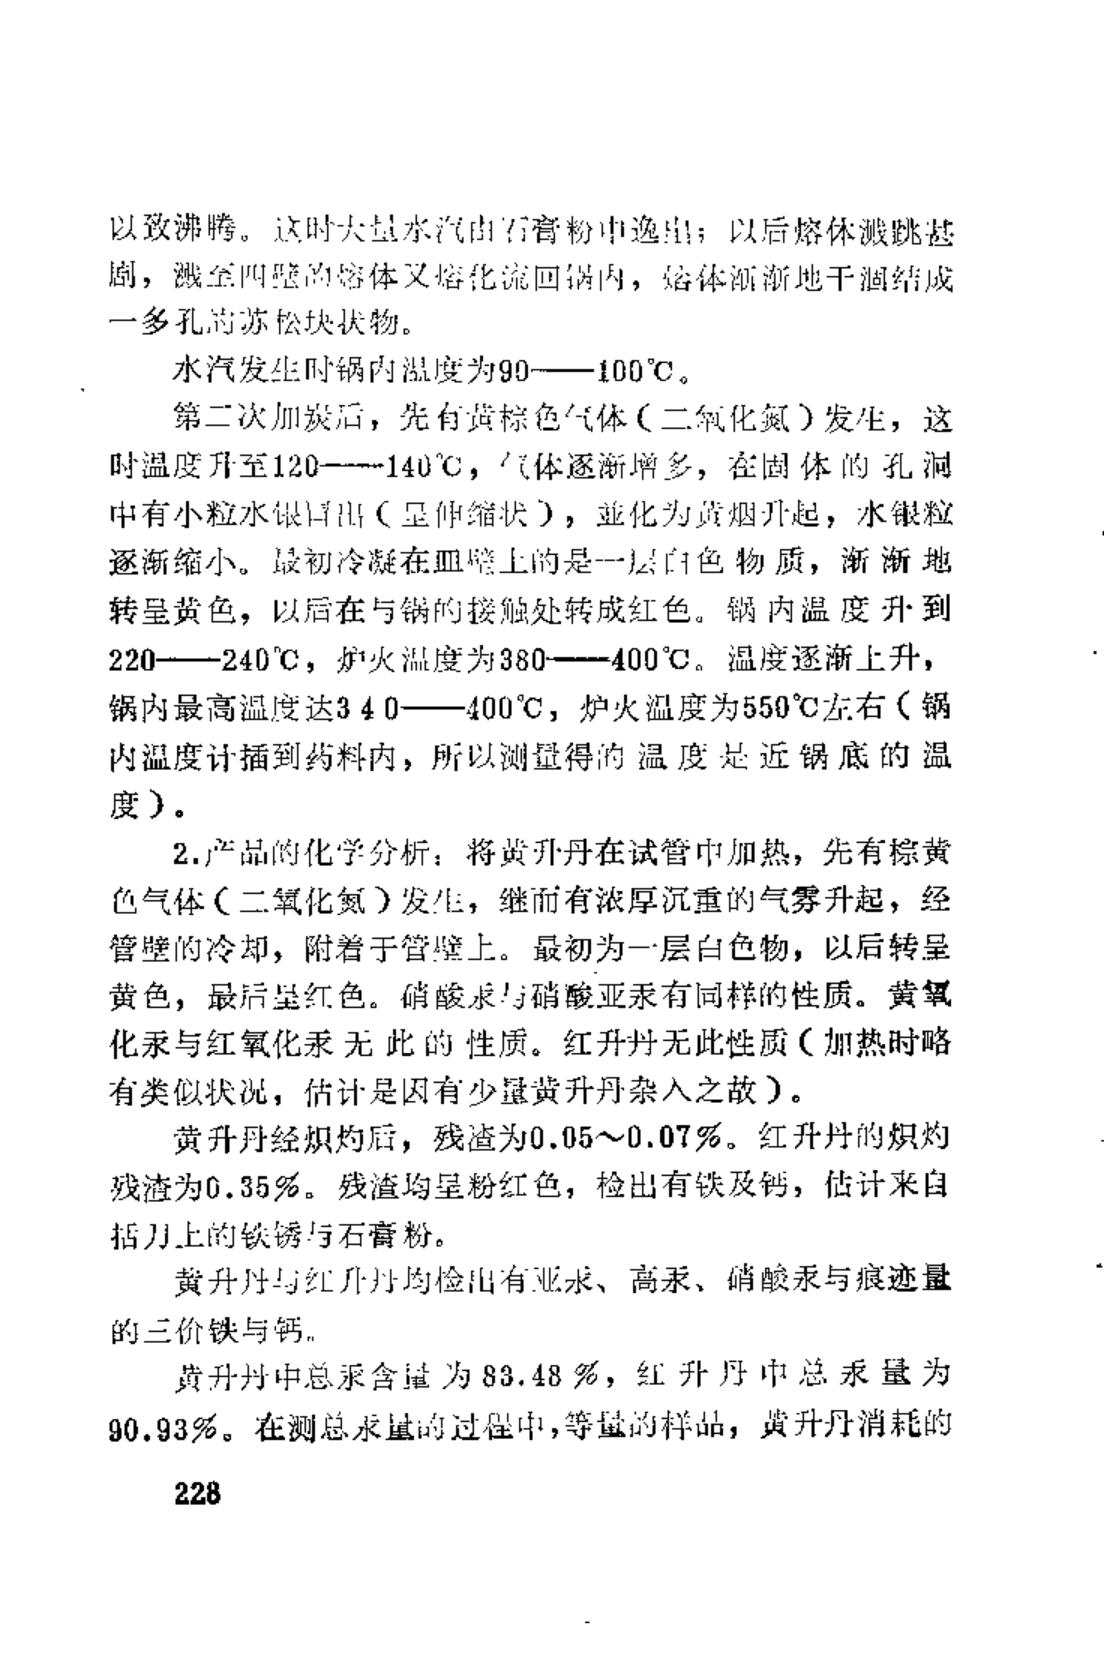 以致沸腾。这时大量水汽由石膏粉中逸出；以后熔体溅跳甚
剧，溅至四壁的熔体又熔化流回锅内，熔体渐渐地干涸结成
一多孔的苏松块状物。
水汽发生时锅内温度为90——100℃。
第二次加炭后，先有黄棕色气体（二氧化氮）发生，这
时温度升至120——140℃，气体逐渐增多，在固体的孔洞
中有小粒水银冒出（呈伸缩状），並化为黄烟升起，水银粒
逐渐缩小。最初冷凝在皿壁上的是一层白色物质，渐渐地
转呈黄色，以后在与锅的接触处转成红色。锅内温度升到
220——240℃，炉火温度为380——400℃。温度逐渐上升，
锅内最高温度达340——400℃，炉火温度为550℃左右（锅
内温度计插到药料内，所以测量得的温度是近锅底的温
度）。
2.产品的化学分析：将黄升丹在试管中加热，先有棕黄
色气体（二氧化氮）发生，继而有浓厚沉重的气雾升起，经
管壁的冷却，附着于管壁上。最初为一层白色物，以后转呈
黄色，最后呈红色。硝酸汞与硝酸亚汞有同样的性质。黄氧
化汞与红氧化汞无此的性质。红升丹无此性质（加热时略
有类似状况，估计是因有少量黄升丹杂入之故）。
黄升丹经炽灼后，残渣为0.05～0.07％。红升丹的炽灼
残渣为0.35％。残渣均呈粉红色，检出有铁及钙，估计来自
括刀上的铁锈与石膏粉。
黄升丹与红升丹均检出有亚汞、高汞、硝酸汞与痕迹量
的三价铁与钙。
黄升丹中总汞含量为83.48％，红升丹中总汞量为
90.93％。在测总汞量的过程中，等量的样品，黄升丹消耗的
228